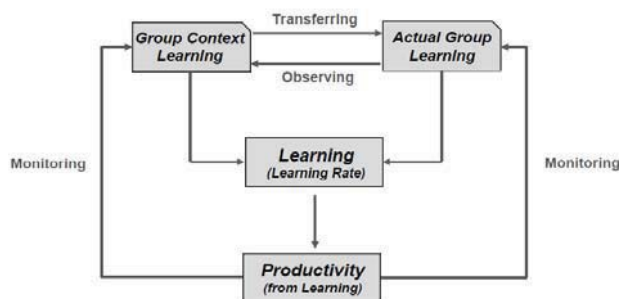 Transferring
Group Context
Learning
Actual Group
Learning
Observing
Monitoring
Learning
(Learning Rate)
Monitoring
Productivity
(from Learning)